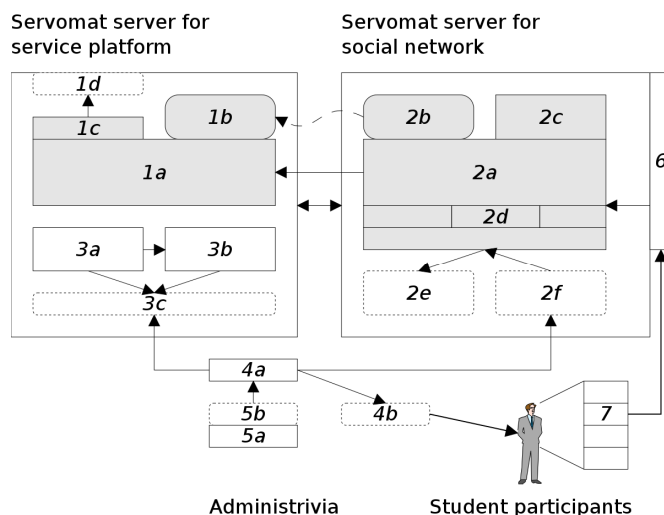 Servomat server for
service platform
Servomat server for
social network
1d
1c
1b
2b
2c
1a
2a
6
2d
3a
3b
3c
2e
2f
4a
5b
5a
4b
7
Administrivia
Student participants